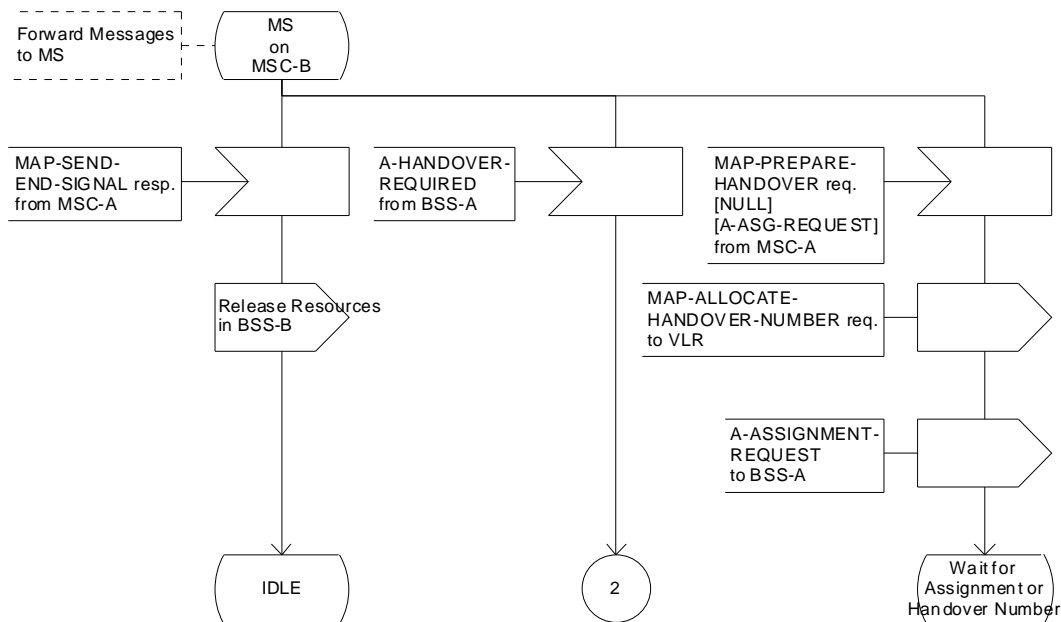 Forward Messages
to MS
MS
on
MSC-B
MAP-SEND-
END-SIGNAL resp.
from MSC-A
A-HANDOVER-
REQUIRED
from BSS-A
MAP-PREPARE-
HANDOVER req.
[NULL]
[A-ASG-REQUEST]
from MSC-A
Release Resources
in BSS-B
MAP-ALLOCATE-
HANDOVER-NUMBER req.
to VLR
A-ASSIGNMENT-
REQUEST
to BSS-A
IDLE
2
Wait for
Assignment or
Handover Number